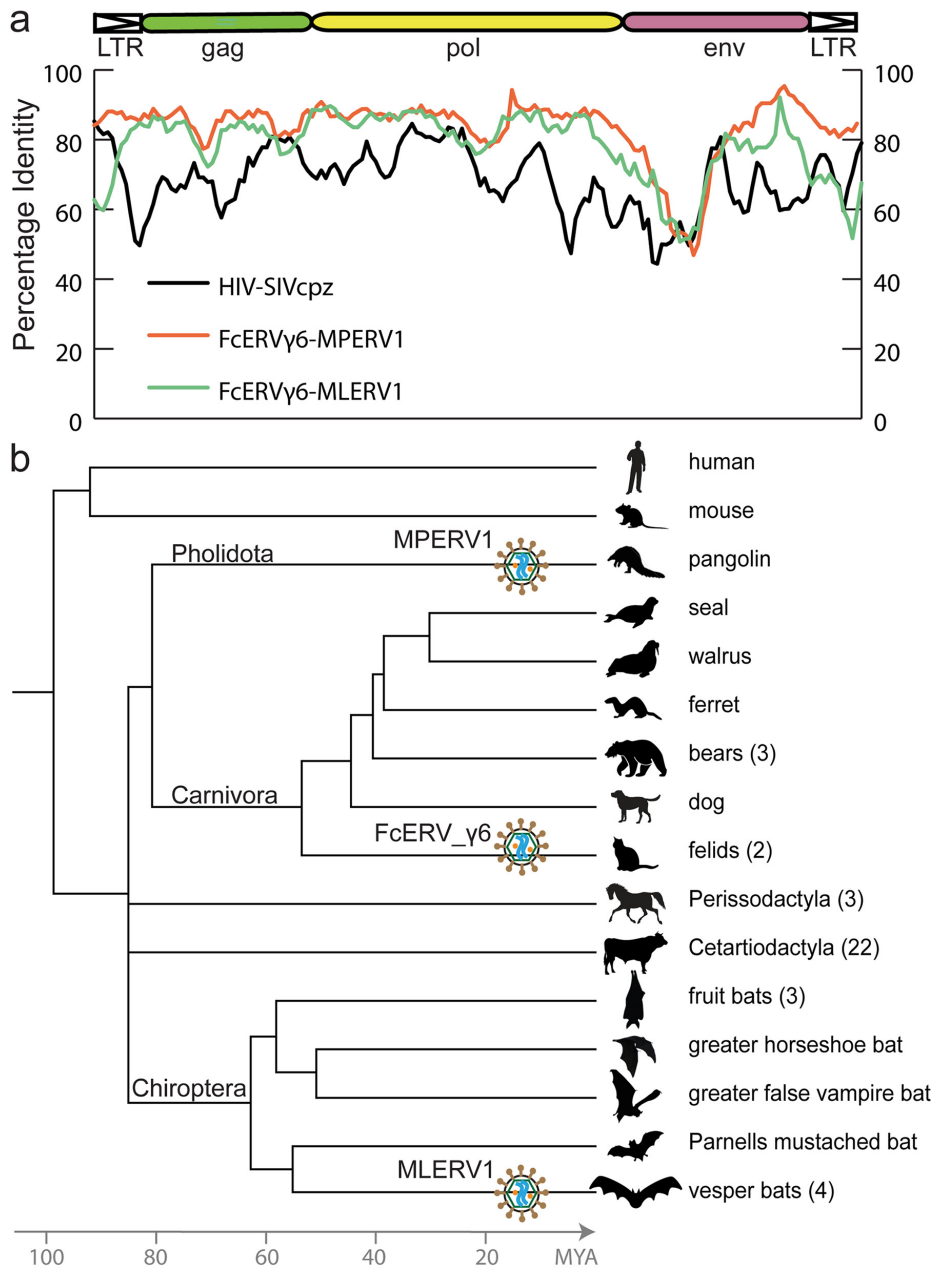 a
LTR gag pol env LTR
Percentage Identity
100 100
80 80
60 60
40 40
20 20
0 0
HIV-SIVcpz
FcERVγ6-MPERV1
FcERVγ6-MLERV1
b
human
mouse
MPERV1
Pholidota
pangolin
seal
walrus
ferret
bears (3)
Carnivora
dog
FcERV_γ6
felids (2)
Perissodactyla (3)
Cetartiodactyla (22)
fruit bats (3)
greater horseshoe bat
Chiroptera
greater false vampire bat
Parnells mustached bat
MLERV1
vesper bats (4)
100 80 60 40 20 MYA